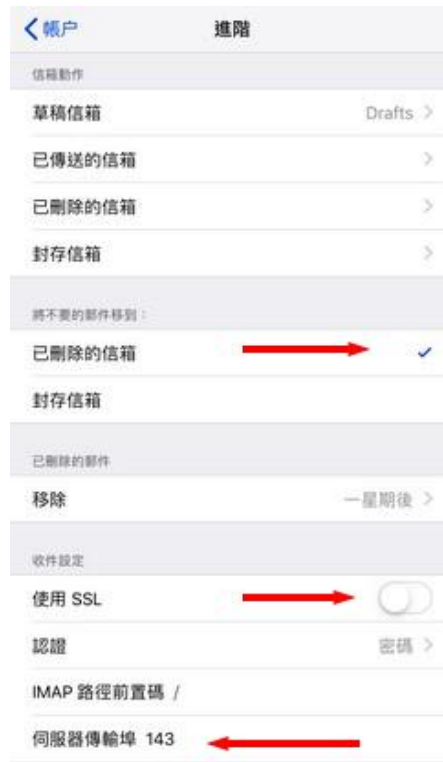 帳戶 進階
信箱動作
草稿信箱 Drafts
已傳送的信箱
已刪除的信箱
封存信箱
將不要的郵件移到：
已刪除的信箱
封存信箱
已刪除的郵件
移除 一星期後
收件設定
使用 SSL
認證 密碼
IMAP 路徑前置碼 /
伺服器傳輸埠 143